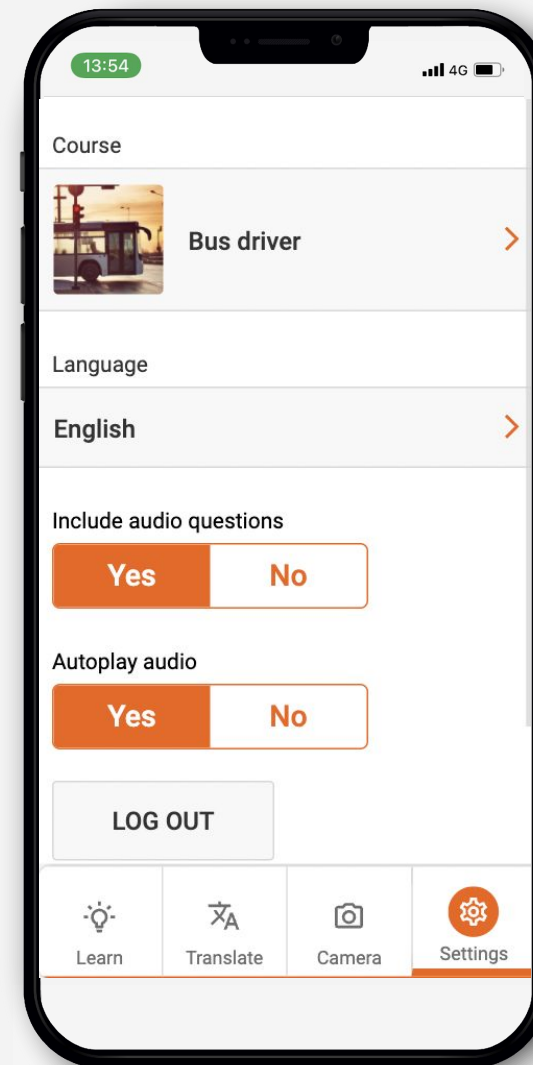 13:54
4G
Course
Bus driver
Language
English
Include audio questions
Yes No
Autoplay audio
Yes No
LOG OUT
Learn Translate Camera Settings